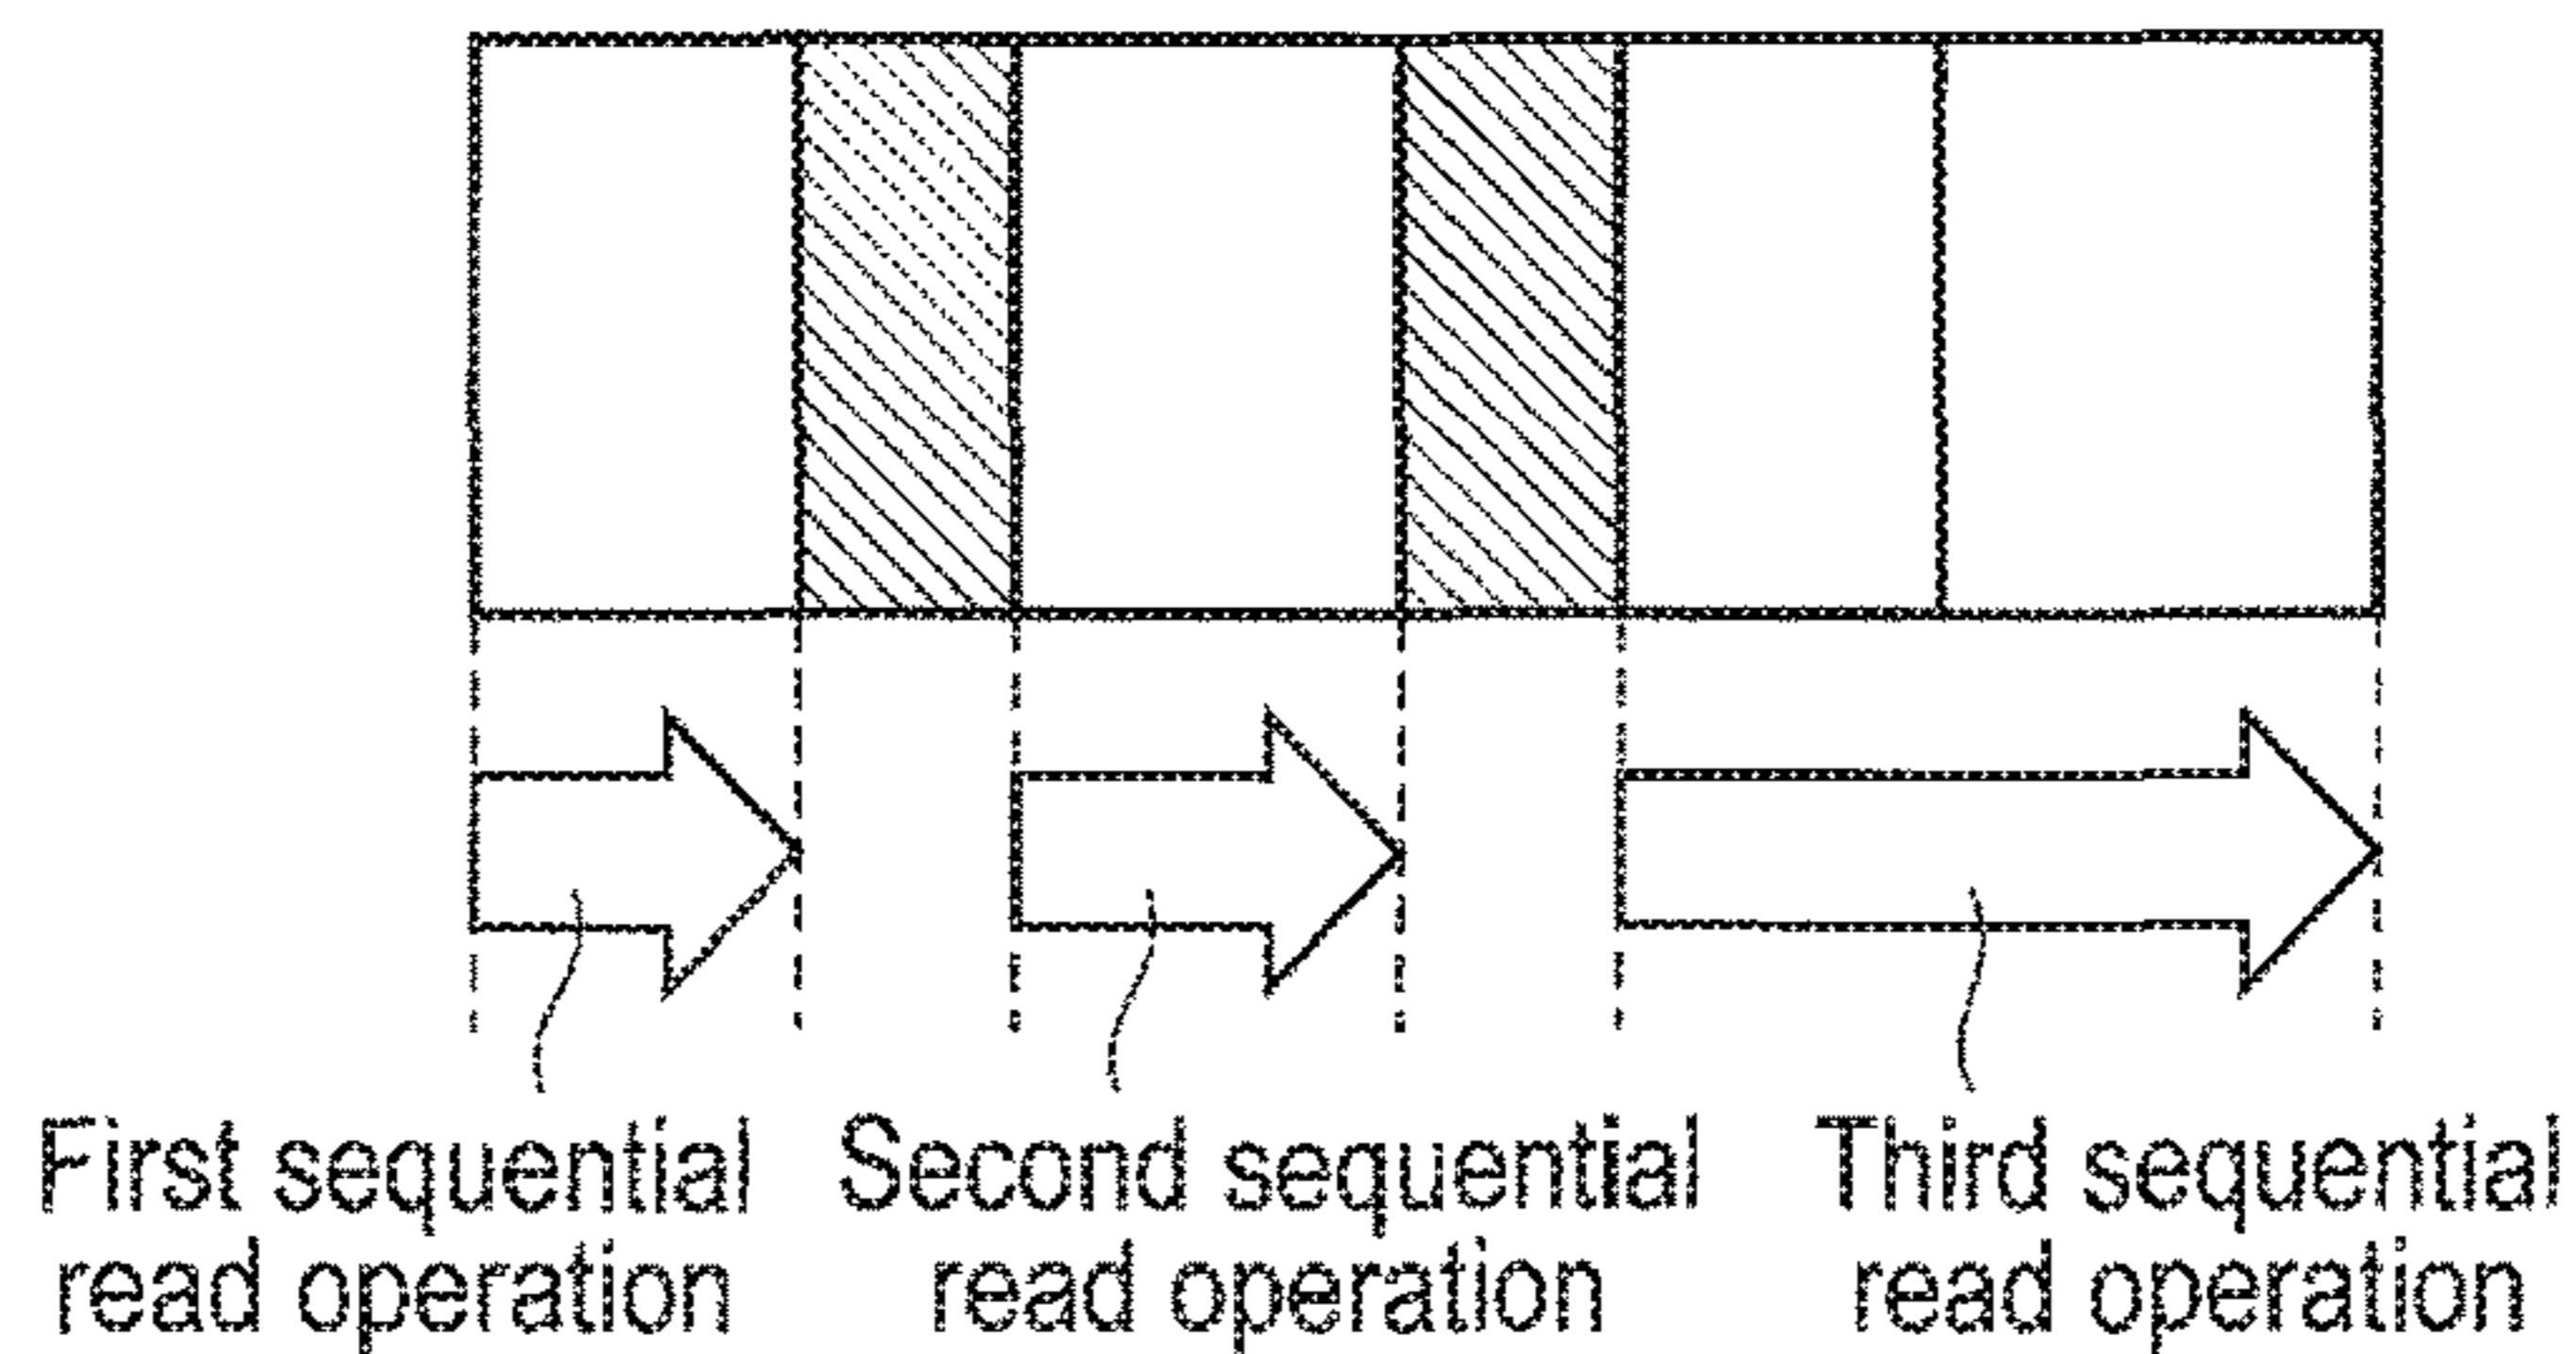 First sequential
read operation
Second sequential
read operation
Third sequential
read operation